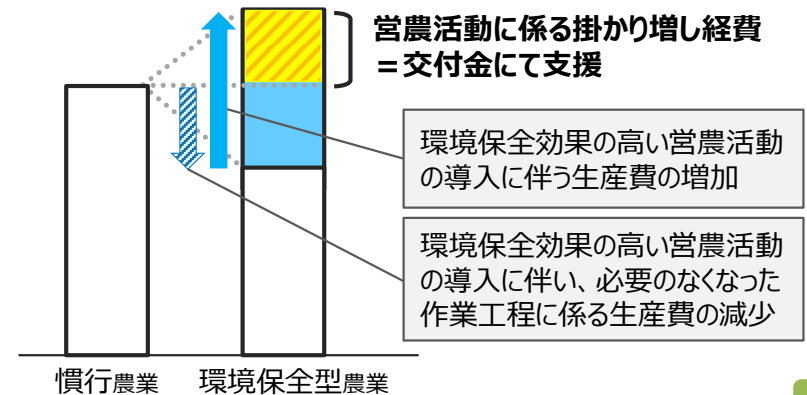 営農活動に係る掛かり増し経費
＝交付金にて支援
環境保全効果の高い営農活動
の導入に伴う生産費の増加
環境保全効果の高い営農活動
の導入に伴い、必要のなくなった
作業工程に係る生産費の減少
慣行農業
環境保全型農業